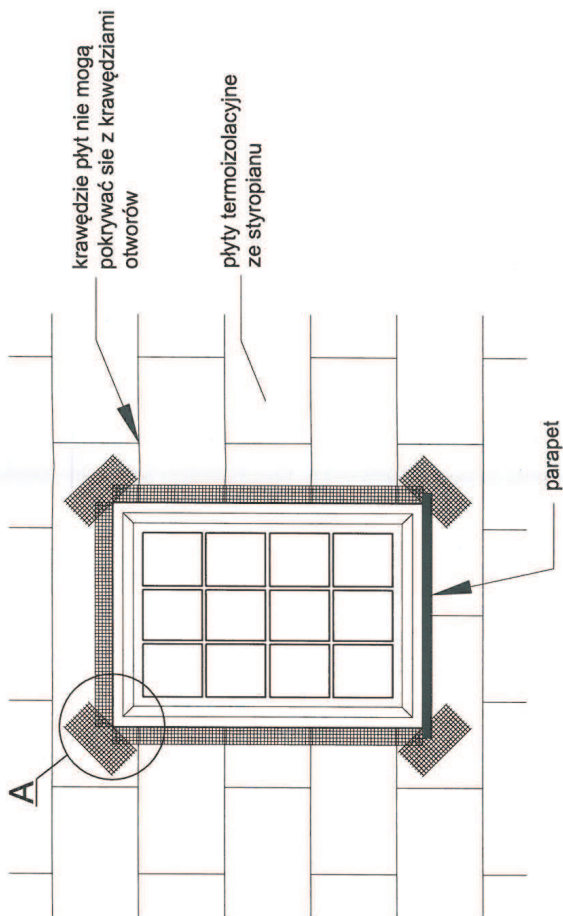 A
krawędzie płyt nie mogą
pokrywać sie z krawędziami
otworów
płyty termoizolacyjne
ze styropianu
parapet